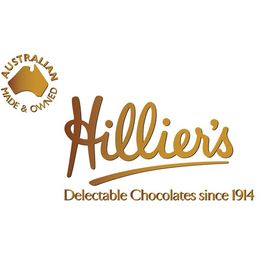 AUSTRALIAN
MADE & OWNED
Hillier's
Delectable Chocolates since 1914